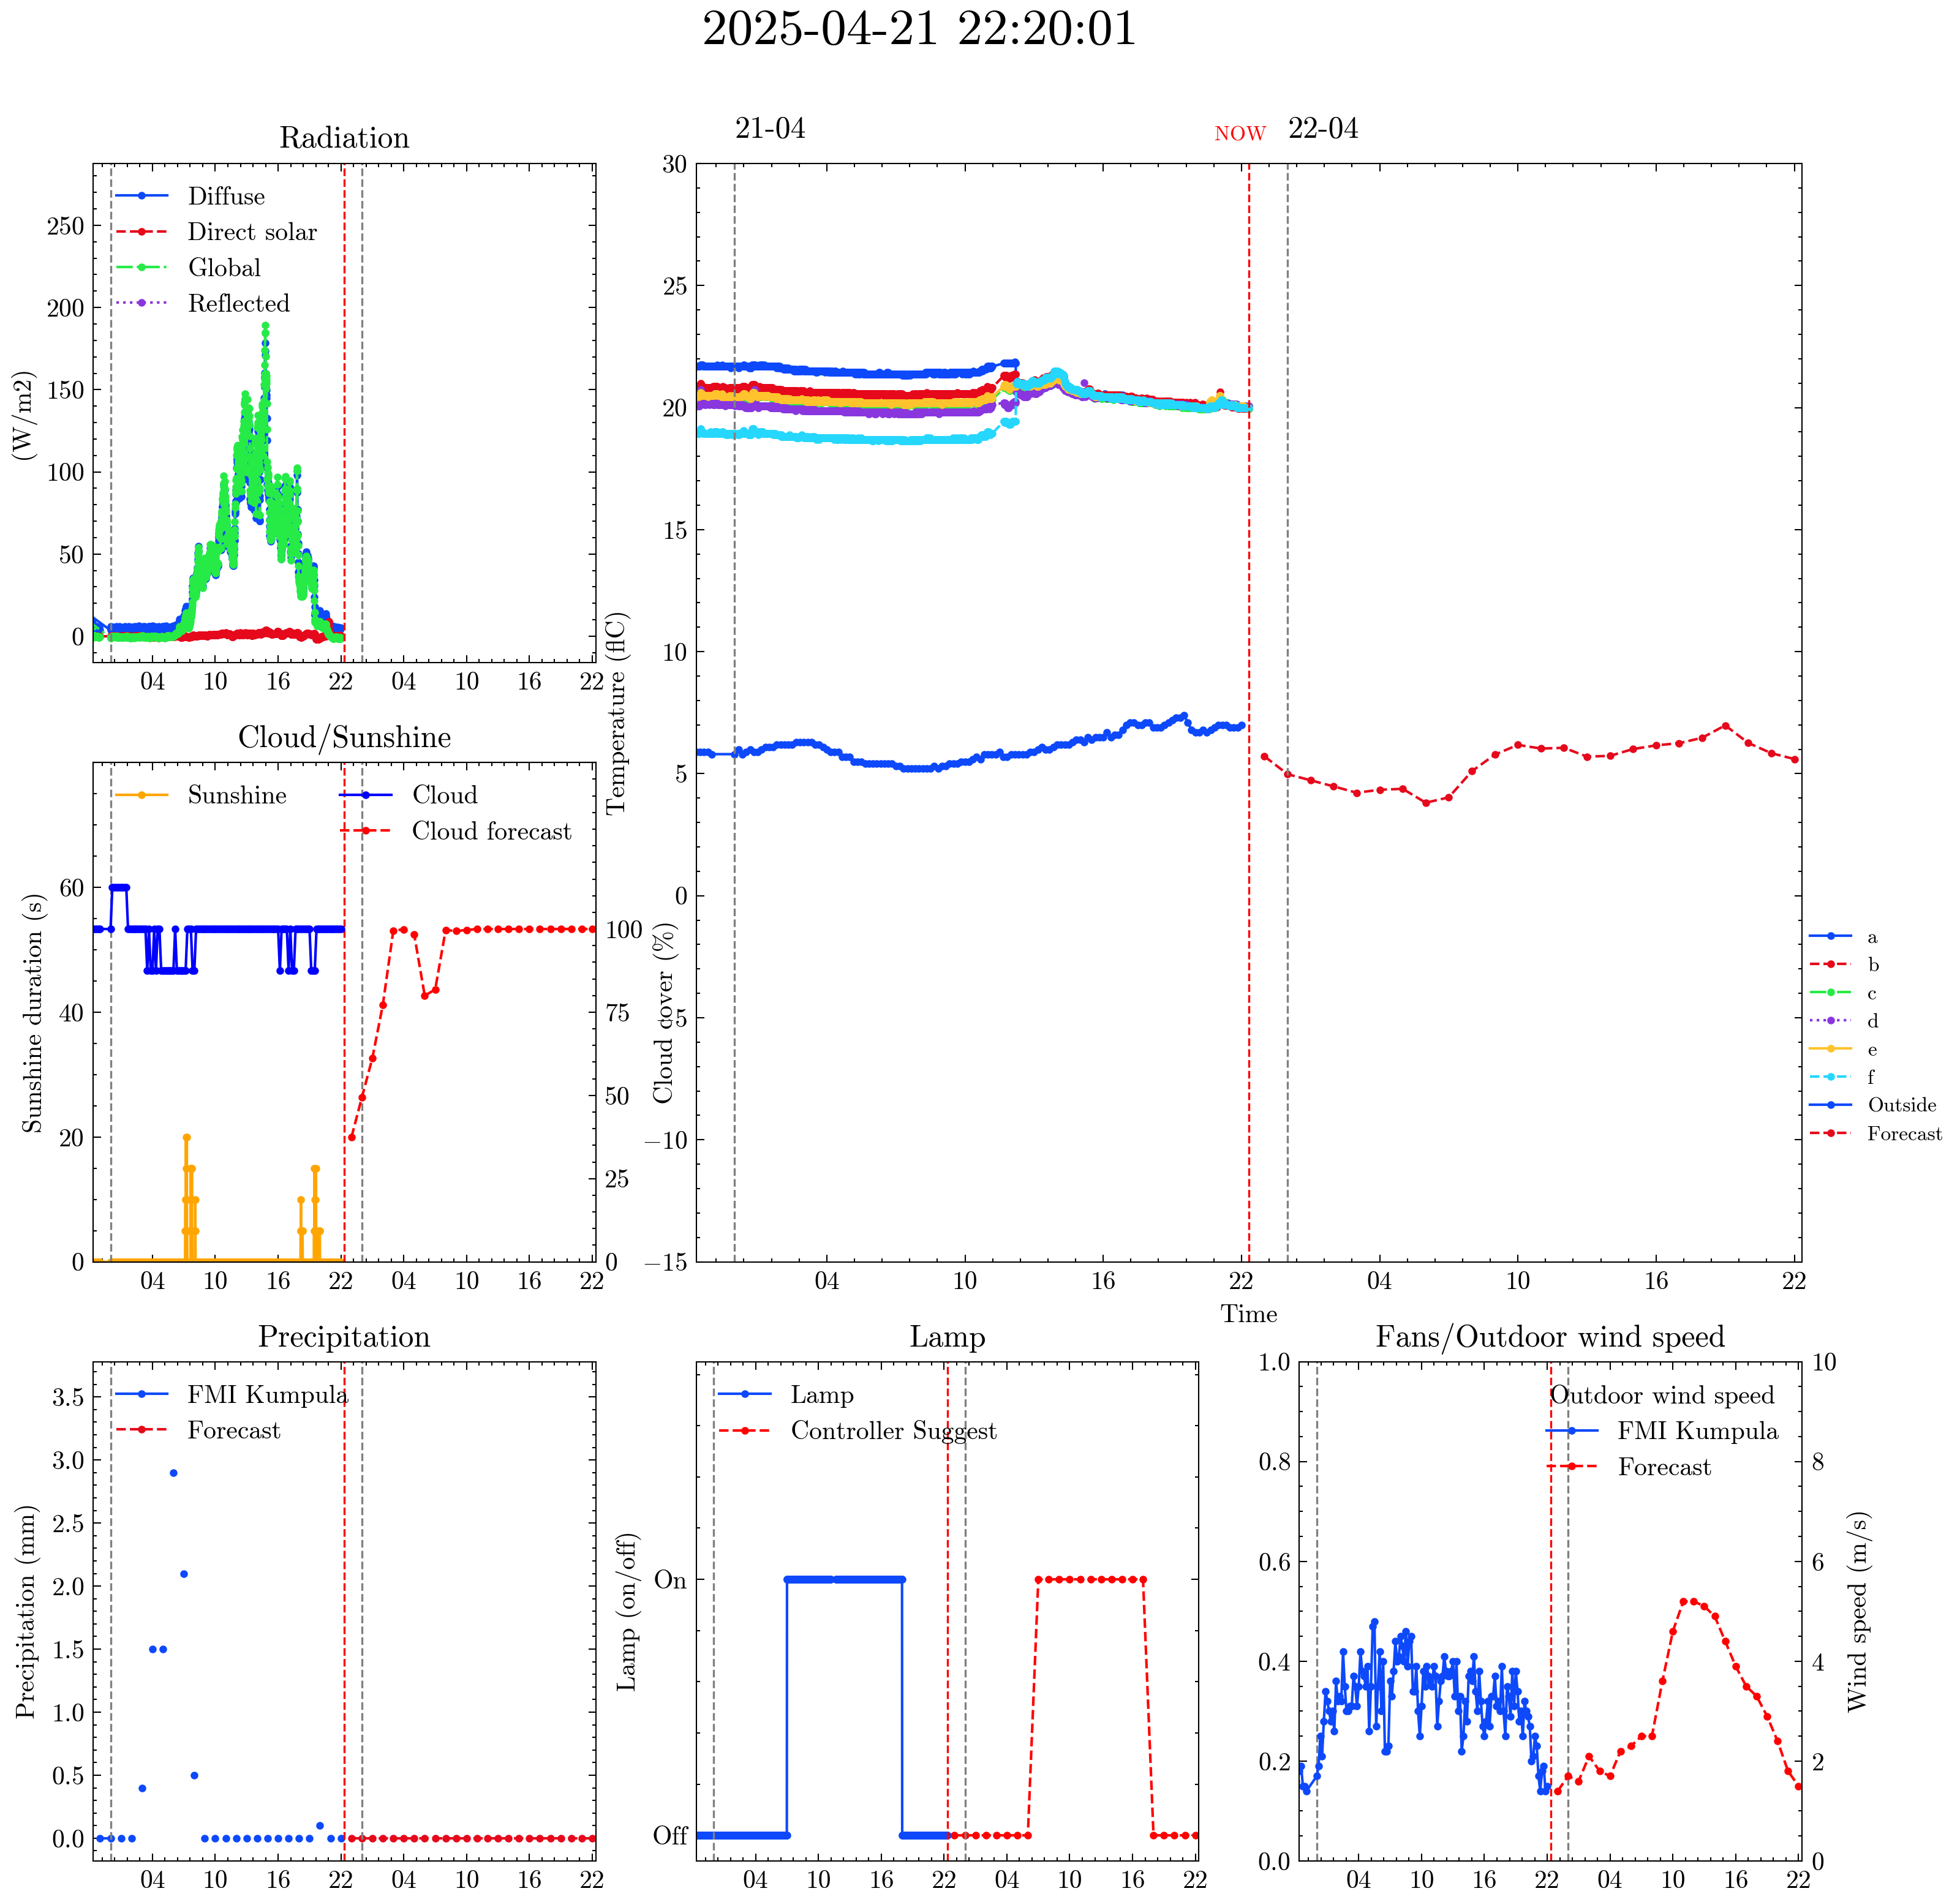 2025-04-21 22:20:01
Radiation
Diffuse
Direct solar
Global
Reflected
(W/m2)
250
200
150
100
50
0
04 10 16 22 04 10 16 22
21-04
NOW
22-04
30
25
20
15
10
5
0
−5
−10
−15
Temperature (flC)
04 10 16 22 04 10 16 22
Time
a
b
c
d
e
f
Outside
Forecast
Cloud/Sunshine
Sunshine
Cloud
Cloud forecast
Sunshine duration (s)
60
40
20
0
100
75
50
25
0
Cloud cover (%)
04 10 16 22 04 10 16 22
Precipitation
FMI Kumpula
Forecast
Precipitation (mm)
3.5
3.0
2.5
2.0
1.5
1.0
0.5
0.0
04 10 16 22 04 10 16 22
Lamp
Lamp
Controller Suggest
Lamp (on/off)
On
Off
04 10 16 22 04 10 16 22
Fans/Outdoor wind speed
Outdoor wind speed
FMI Kumpula
Forecast
1.0
0.8
0.6
0.4
0.2
0.0
10
8
6
4
2
0
Wind speed (m/s)
04 10 16 22 04 10 16 22